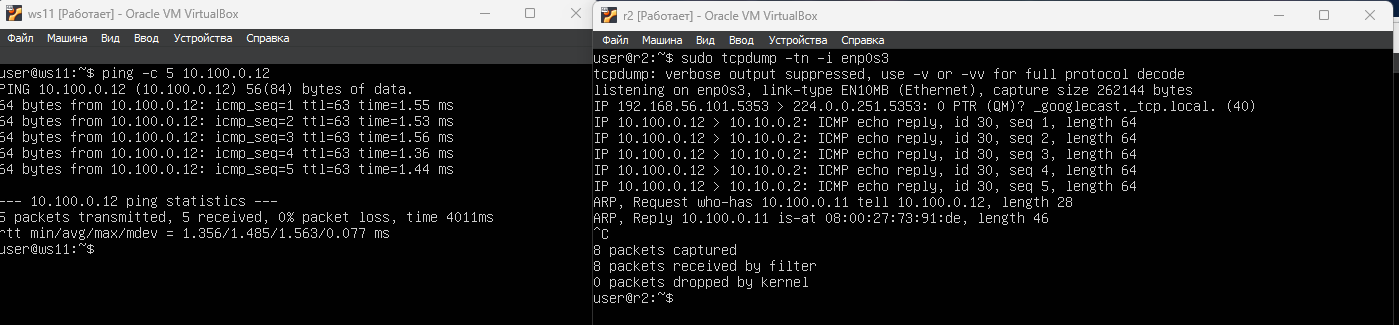 ws11 [Работает] - Oracle VM VirtualBox
Файл Машина Вид Ввод Устройства Справка
user@ws11:~$ ping -c 5 10.100.0.12
PING 10.100.0.12 (10.100.0.12) 56(84) bytes of data.
64 bytes from 10.100.0.12: icmp_seq=1 ttl=63 time=1.55 ms
64 bytes from 10.100.0.12: icmp_seq=2 ttl=63 time=1.53 ms
64 bytes from 10.100.0.12: icmp_seq=3 ttl=63 time=1.56 ms
64 bytes from 10.100.0.12: icmp_seq=4 ttl=63 time=1.36 ms
64 bytes from 10.100.0.12: icmp_seq=5 ttl=63 time=1.44 ms
--- 10.100.0.12 ping statistics ---
5 packets transmitted, 5 received, 0% packet loss, time 4011ms
rtt min/avg/max/mdev = 1.356/1.485/1.563/0.077 ms
user@ws11:~$
r2 [Работает] - Oracle VM VirtualBox
Файл Машина Вид Ввод Устройства Справка
user@r2:~$ sudo tcpdump -tn -i enp0s3
tcpdump: verbose output suppressed, use -v or -vv for full protocol decode
listening on enp0s3, link-type EN10MB (Ethernet), capture size 262144 bytes
IP 192.168.56.101.5353 > 224.0.0.251.5353: 0 PTR (QM)? _googlecast._tcp.local. (40)
IP 10.100.0.12 > 10.10.0.2: ICMP echo reply, id 30, seq 1, length 64
IP 10.100.0.12 > 10.10.0.2: ICMP echo reply, id 30, seq 2, length 64
IP 10.100.0.12 > 10.10.0.2: ICMP echo reply, id 30, seq 3, length 64
IP 10.100.0.12 > 10.10.0.2: ICMP echo reply, id 30, seq 4, length 64
IP 10.100.0.12 > 10.10.0.2: ICMP echo reply, id 30, seq 5, length 64
ARP, Request who-has 10.100.0.11 tell 10.100.0.12, length 28
ARP, Reply 10.100.0.11 is-at 08:00:27:73:91:de, length 46
^C
8 packets captured
8 packets received by filter
0 packets dropped by kernel
user@r2:~$